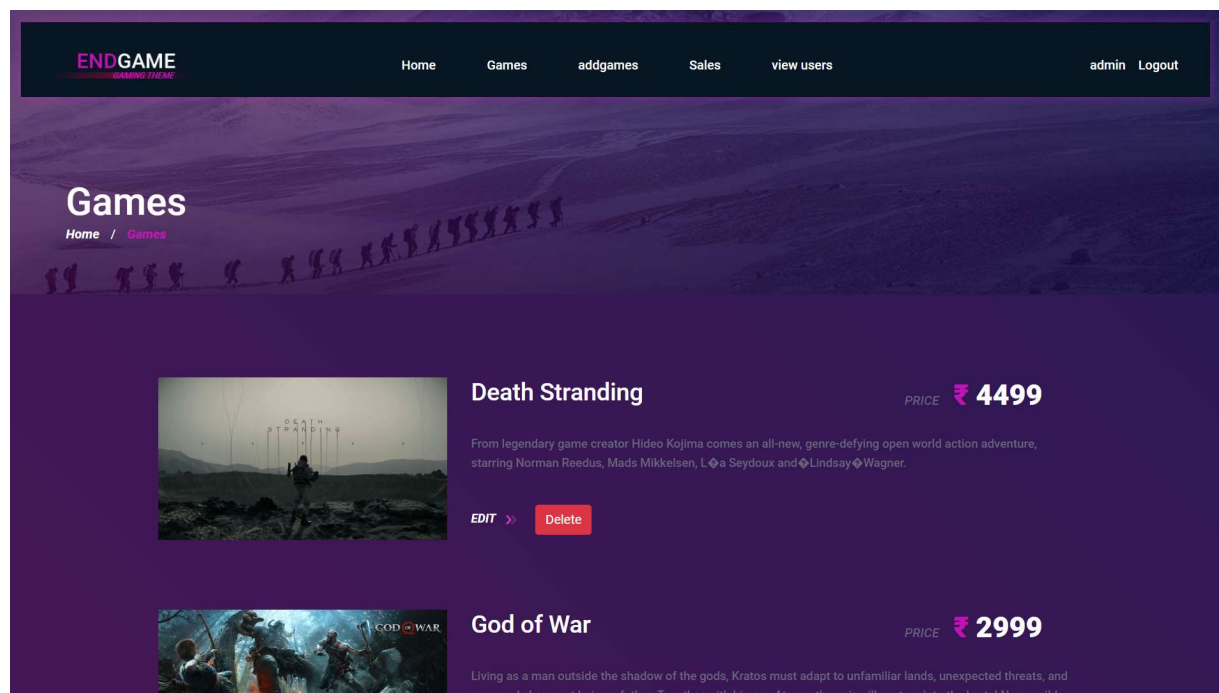 ENDGAME
GAMING THEME
Home Games addgames Sales view users admin Logout
Games
Home / Games
DEATH
STRANDING
Death Stranding
PRICE ₹ 4499
From legendary game creator Hideo Kojima comes an all-new, genre-defying open world action adventure,
starring Norman Reedus, Mads Mikkelsen, L�a Seydoux and�Lindsay�Wagner.
EDIT Delete
GOD OF WAR
God of War
PRICE ₹ 2999
Living as a man outside the shadow of the gods, Kratos must adapt to unfamiliar lands, unexpected threats, and